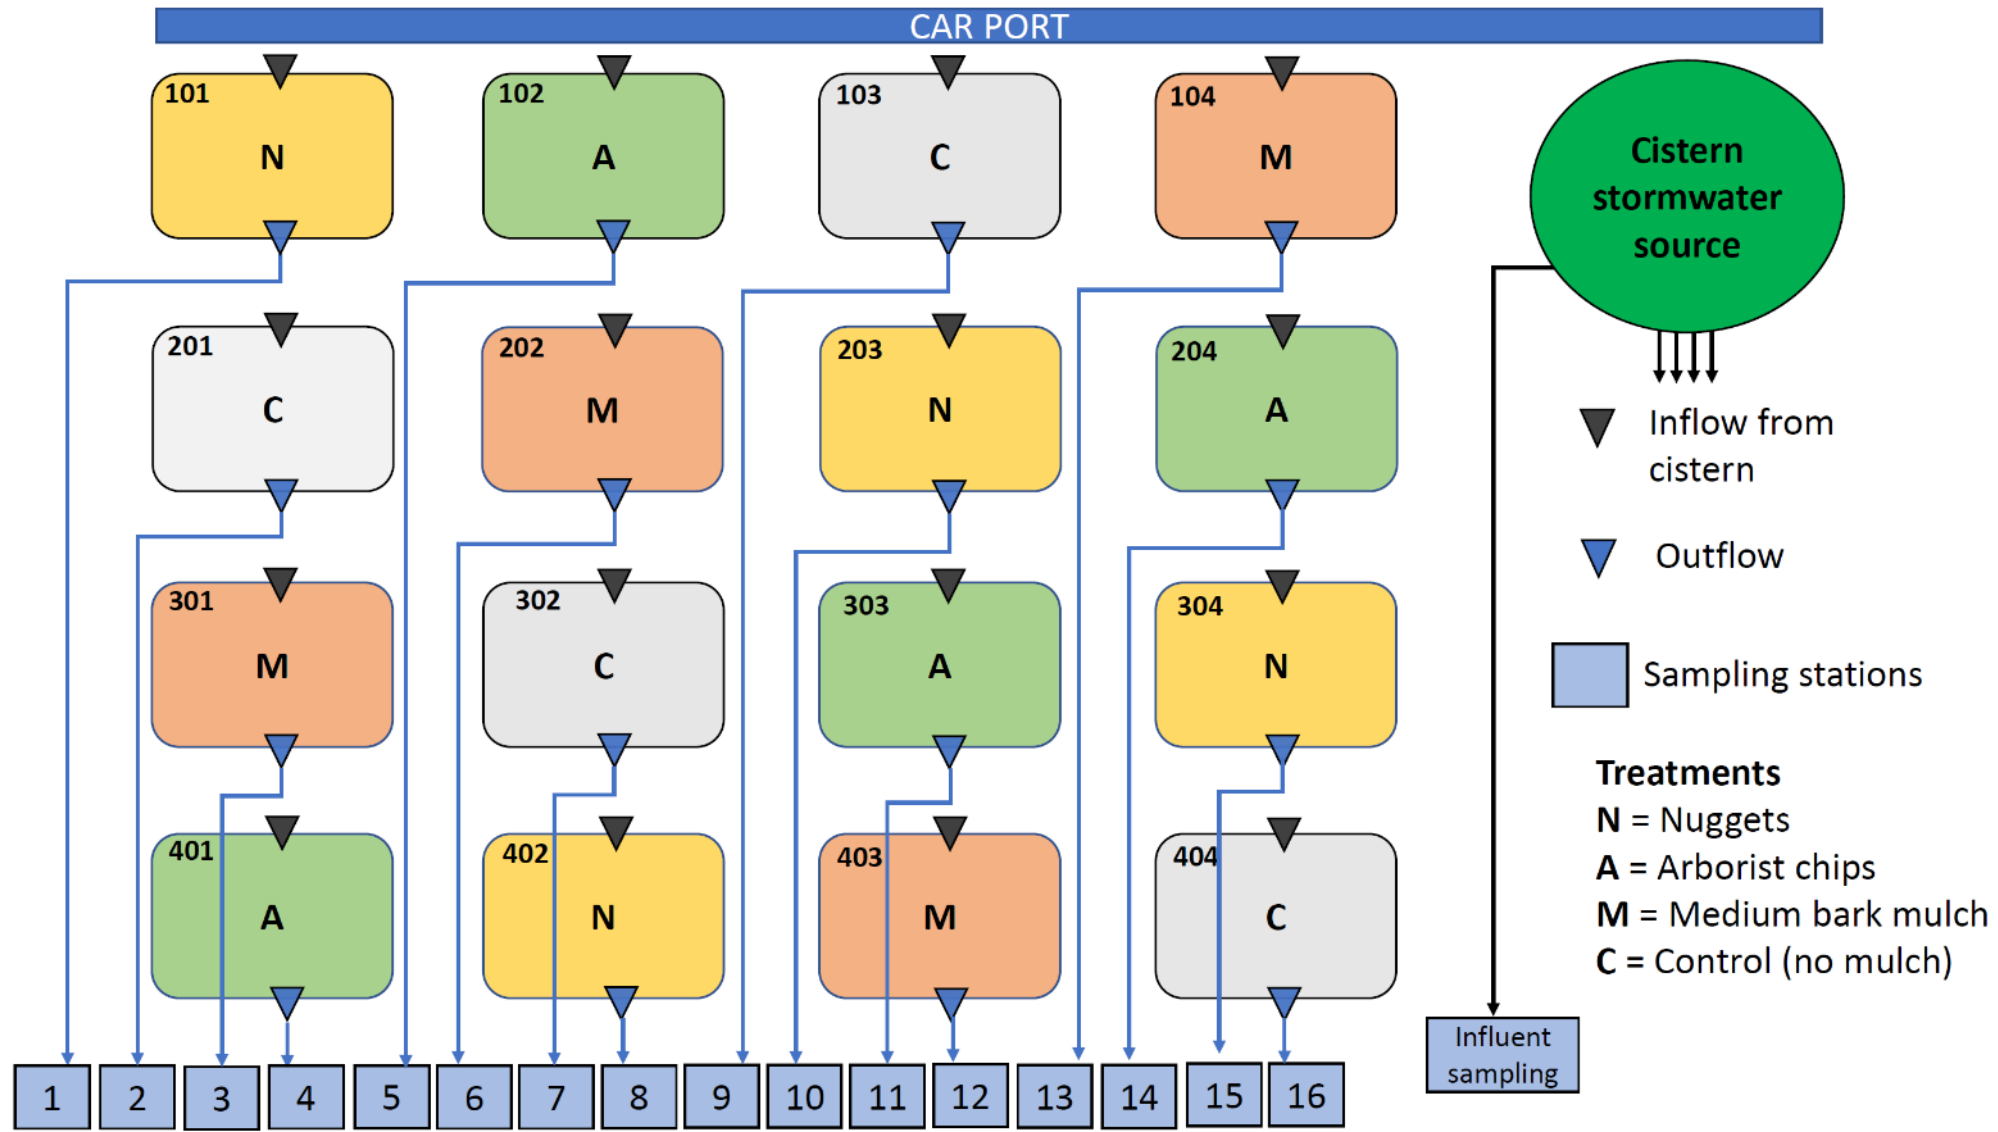 CAR PORT
101
N
102
A
103
C
104
M
Cistern
stormwater
source
201
C
202
M
203
N
204
A
Inflow from
cistern
Outflow
301
M
302
C
303
A
304
N
Sampling stations
Treatments
N = Nuggets
A = Arborist chips
M = Medium bark mulch
C = Control (no mulch)
401
A
402
N
403
M
404
C
Influent
sampling
1 2 3 4 5 6 7 8 9 10 11 12 13 14 15 16